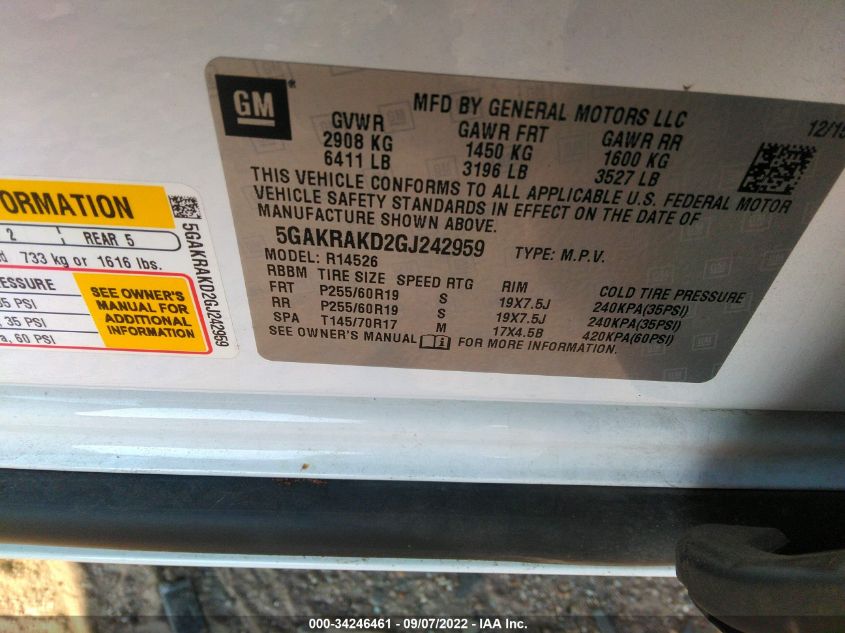 GM
MFD BY GENERAL MOTORS LLC
GVWR GAWR FRT GAWR RR
2908 KG 1450 KG 1600 KG
6411 LB 3196 LB 3527 LB
12/15
THIS VEHICLE CONFORMS TO ALL APPLICABLE U.S. FEDERAL MOTOR
VEHICLE SAFETY STANDARDS IN EFFECT ON THE DATE OF
MANUFACTURE SHOWN ABOVE.
5GAKRAKD2GJ242959 TYPE: M.P.V.
MODEL: R14526
RBBM TIRE SIZE SPEED RTG RIM COLD TIRE PRESSURE
FRT P255/60R19 S 19X7.5J 240KPA(35PSI)
RR P255/60R19 S 19X7.5J 240KPA(35PSI)
SPA T145/70R17 M 17X4.5B 420KPA(60PSI)
SEE OWNER'S MANUAL FOR MORE INFORMATION.
ORMATION
2 REAR 5
733 kg or 1616 lbs.
ESSURE
35 PSI
, 35 PSI
a, 60 PSI
SEE OWNER'S
MANUAL FOR
ADDITIONAL
INFORMATION
5GAKRAKD2GJ242959
000-34246461 - 09/07/2022 - IAA Inc.